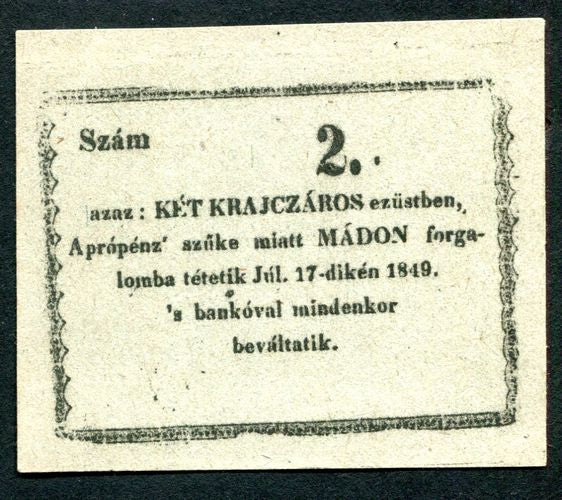 Szám 2.
azaz: KÉT KRAJCZÁROS ezüstben,
Aprópénz' szűke miatt MÁDON forga-
lomba tétetik Júl. 17-dikén 1849.
's bankóval mindenkor
beváltatik.